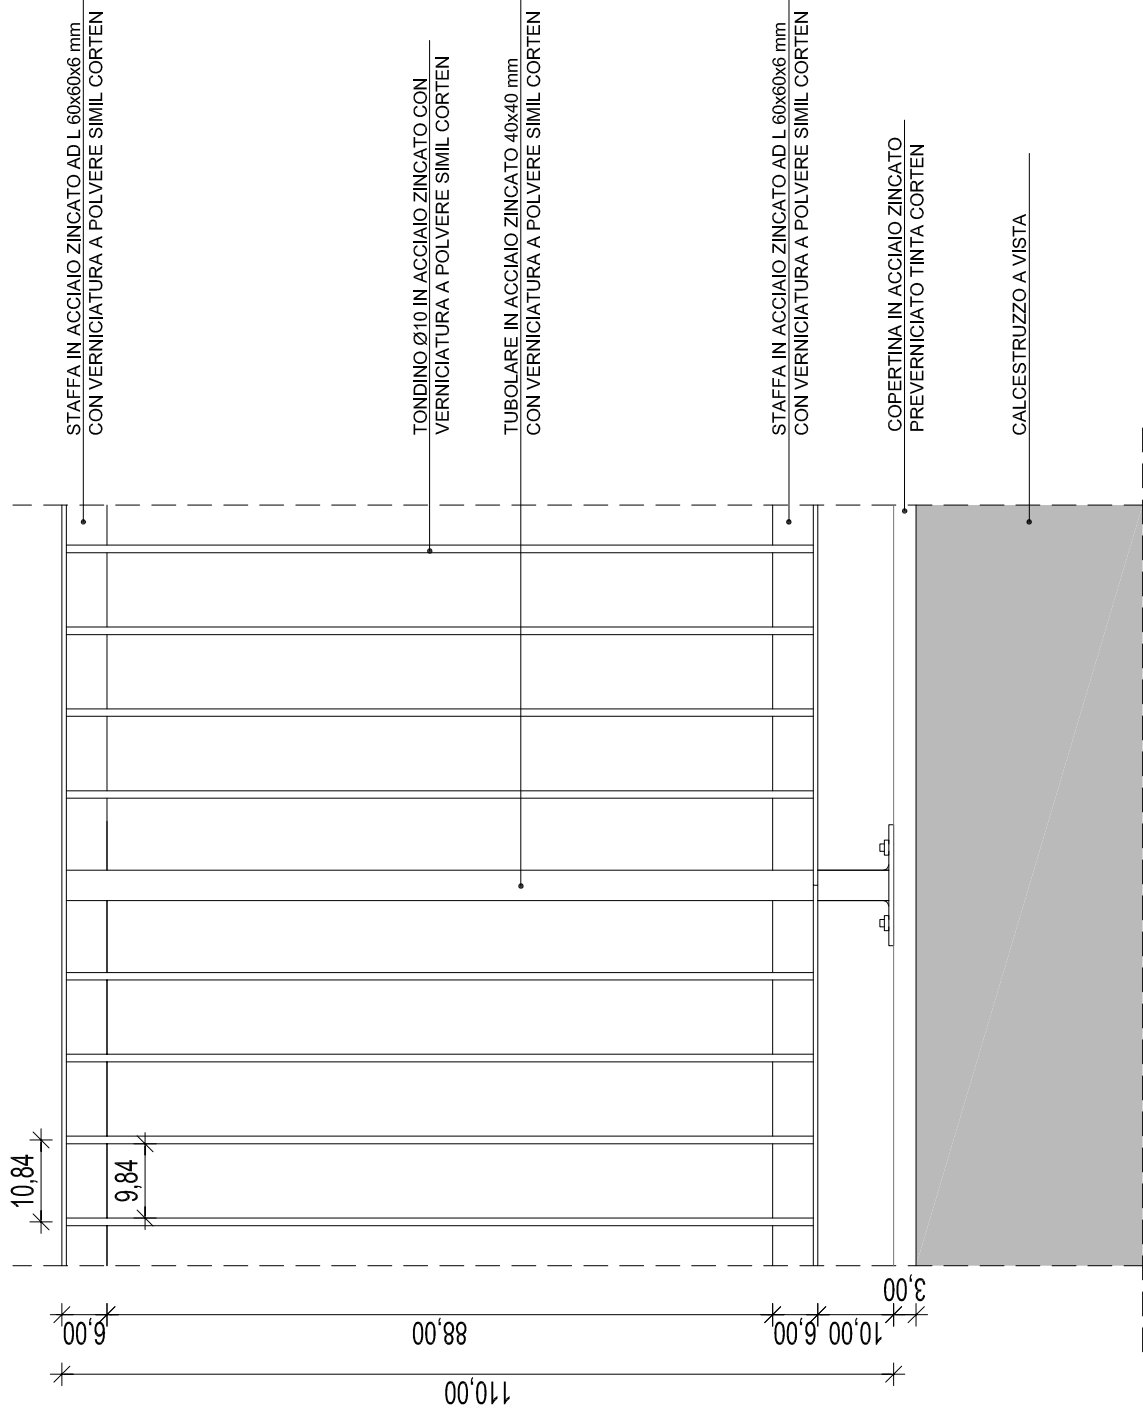 STAFFA IN ACCIAIO ZINCATO AD L 60x60x6 mm
CON VERNICIATURA A POLVERE SIMIL CORTEN
TONDINO Ø10 IN ACCIAIO ZINCATO CON
VERNICIATURA A POLVERE SIMIL CORTEN
TUBOLARE IN ACCIAIO ZINCATO 40x40 mm
CON VERNICIATURA A POLVERE SIMIL CORTEN
STAFFA IN ACCIAIO ZINCATO AD L 60x60x6 mm
CON VERNICIATURA A POLVERE SIMIL CORTEN
COPERTINA IN ACCIAIO ZINCATO
PREVERNICIATO TINTA CORTEN
CALCESTRUZZO A VISTA
10,84
9,84
6,00
88,00
6,00
10,00
3,00
110,00